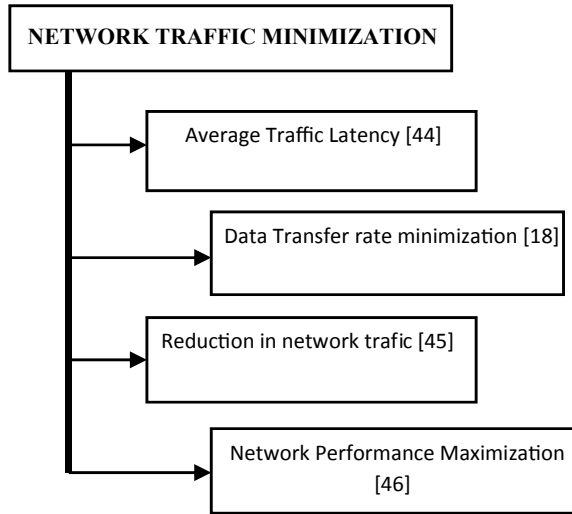 NETWORK TRAFFIC MINIMIZATION
Average Traffic Latency [44]
Data Transfer rate minimization [18]
Reduction in network trafic [45]
Network Performance Maximization
[46]